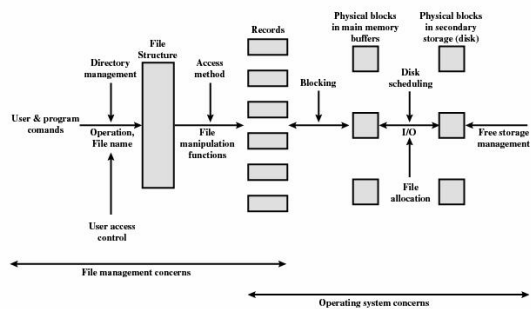 Records
Physical blocks
in main memory
buffers
Physical blocks
in secondary
storage (disk)
File
Structure
Directory
management
Access
method
Blocking
Disk
scheduling
User & program
comands
Operation,
File name
File
manipulation
functions
I/O
Free storage
management
File
allocation
User access
control
File management concerns
Operating system concerns